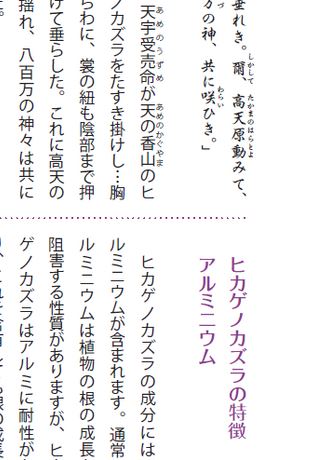 垂れき。爾、高天原動みて、
万の神、共に咲ひき。」
天宇受売命が天の香山のヒ
ノカズラをたすき掛けし…胸
ちわに、裳の紐も陰部まで押
けて垂らした。これに高天の
揺れ、八百万の神々は共に
ヒカゲノカズラの特徴
アルミニウム
ヒカゲノカズラの成分には
ルミニウムが含まれます。通常
ルミニウムは植物の根の成長
阻害する性質がありますが、ヒ
ゲノカズラはアルミに耐性が